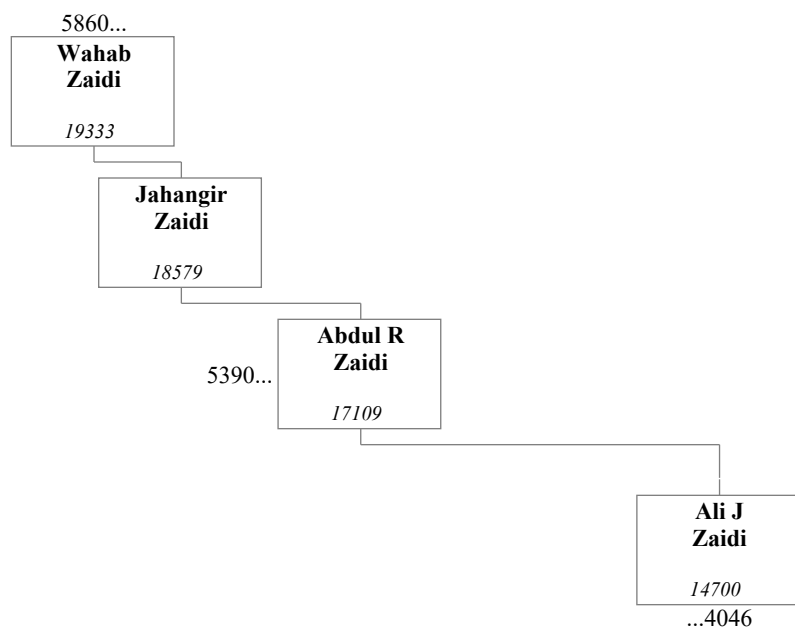 5860...
Wahab
Zaidi
19333
Jahangir
Zaidi
18579
Abdul R
Zaidi
5390...
17109
Ali J
Zaidi
14700
...4046